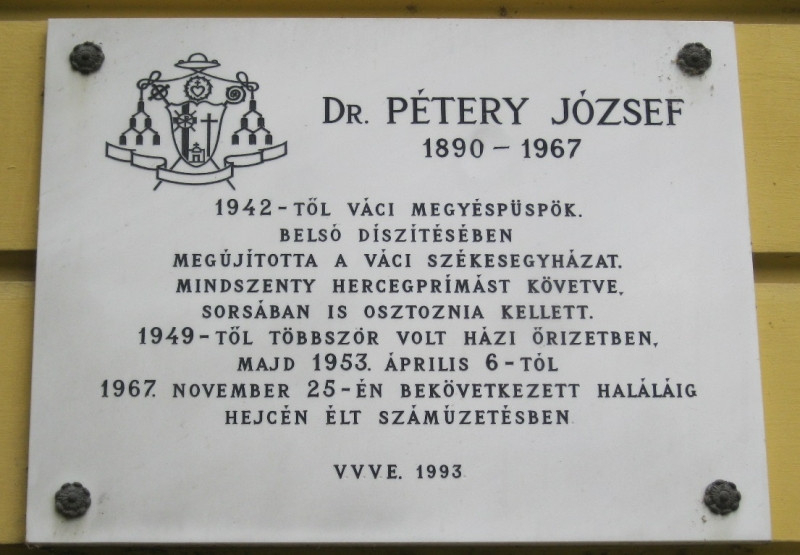 DR. PÉTERY JÓZSEF
1890 – 1967
1942-TŐL VÁCI MEGYÉSPÜSPÖK.
BELSŐ DÍSZÍTÉSÉBEN
MEGÚJÍTOTTA A VÁCI SZÉKESEGYHÁZAT.
MINDSZENTY HERCEGPRÍMÁST KÖVETVE,
SORSÁBAN IS OSZTOZNIA KELLETT.
1949-TŐL TÖBBSZÖR VOLT HÁZI ŐRIZETBEN,
MAJD 1953. ÁPRILIS 6-TÓL
1967. NOVEMBER 25-ÉN BEKÖVETKEZETT HALÁLÁIG
HEJCÉN ÉLT SZÁMŰZETÉSBEN.
V.V.V.E. 1993.